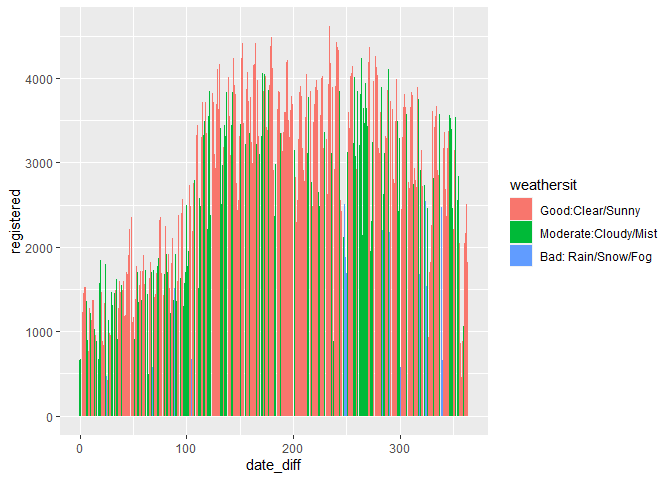 4000
3000
2000
1000
0
registered
0 100 200 300
date_diff
weathersit
Good:Clear/Sunny
Moderate:Cloudy/Mist
Bad: Rain/Snow/Fog